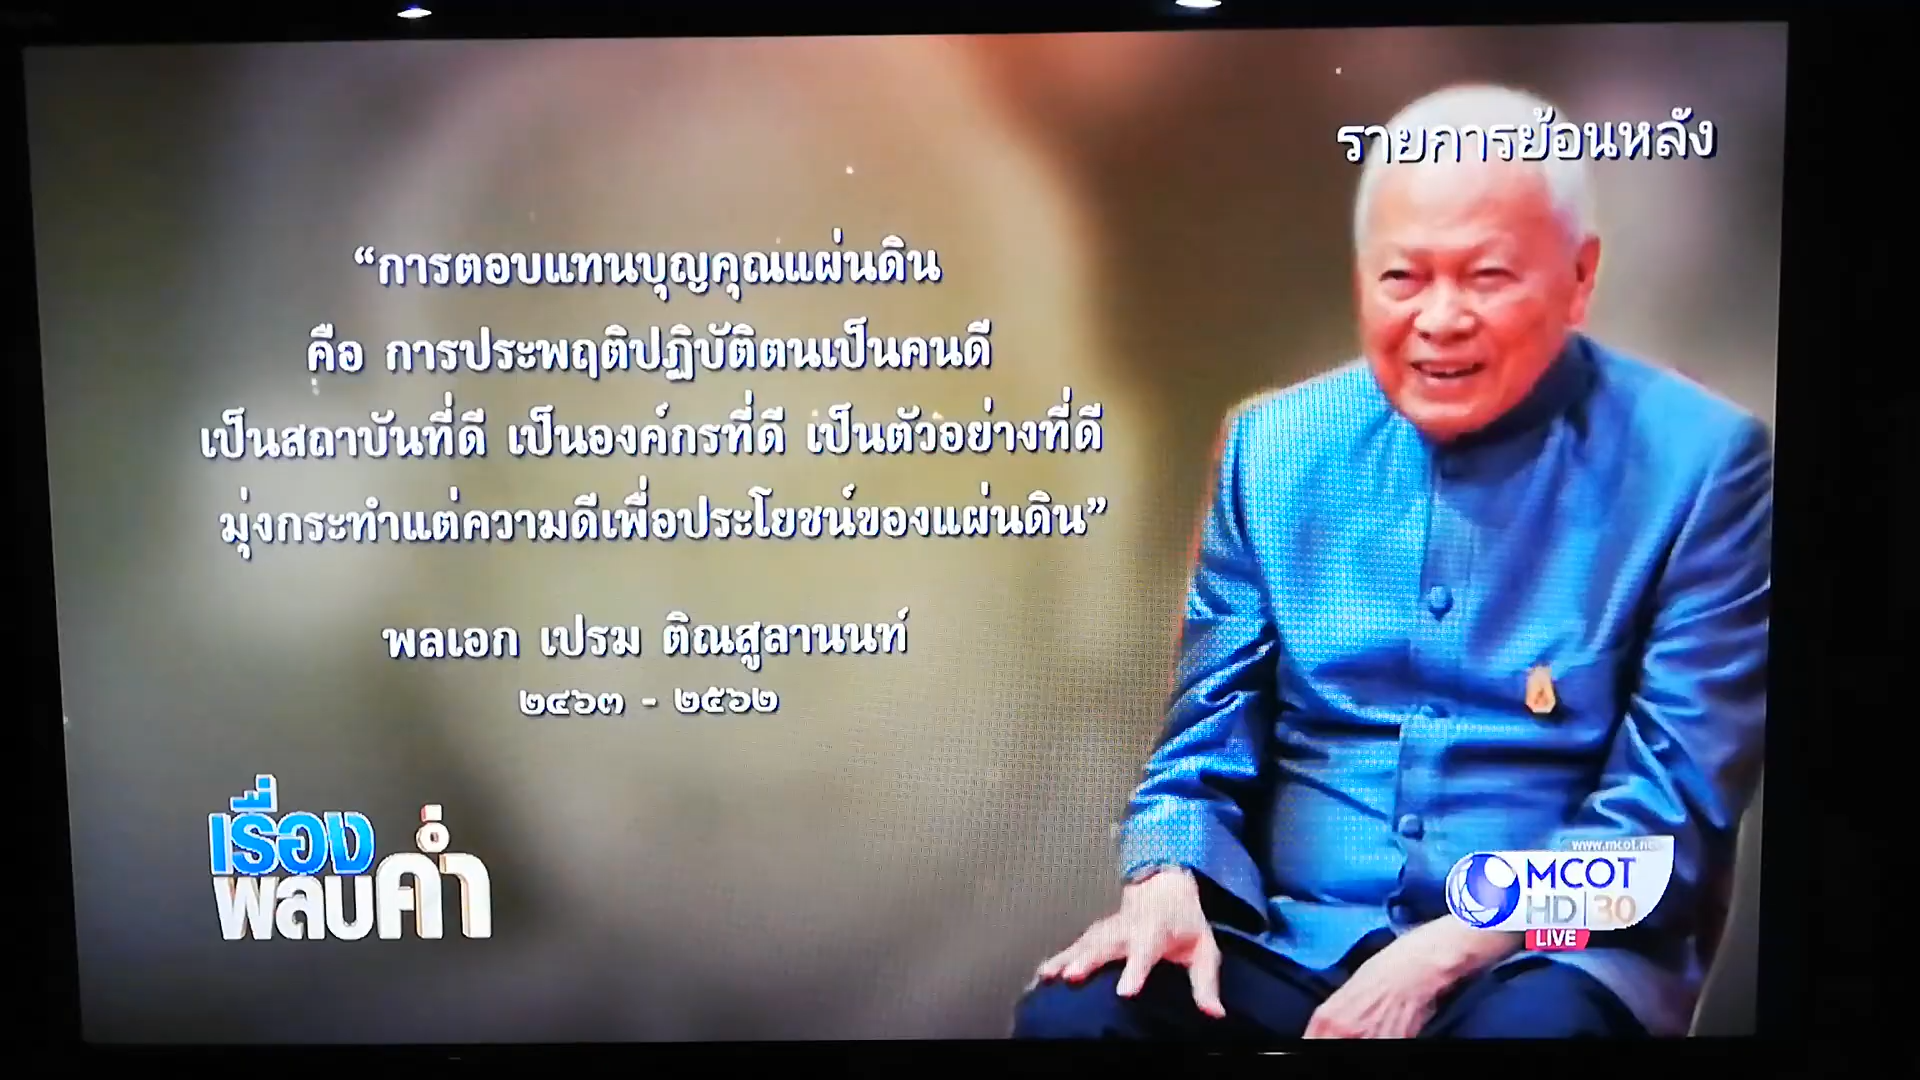 รายการย้อนหลัง
“การตอบแทนบุญคุณแผ่นดิน
คือ การประพฤติปฏิบัติตนเป็นคนดี
เป็นสถาบันที่ดี เป็นองค์กรที่ดี เป็นตัวอย่างที่ดี
มุ่งกระทำแต่ความดีเพื่อประโยชน์ของแผ่นดิน”
พลเอก เปรม ติณสูลานนท์
๒๔๖๓ - ๒๕๖๒
เรื่อง
พลบค่ำ
www.mcot.net
MCOT
HD|30
LIVE